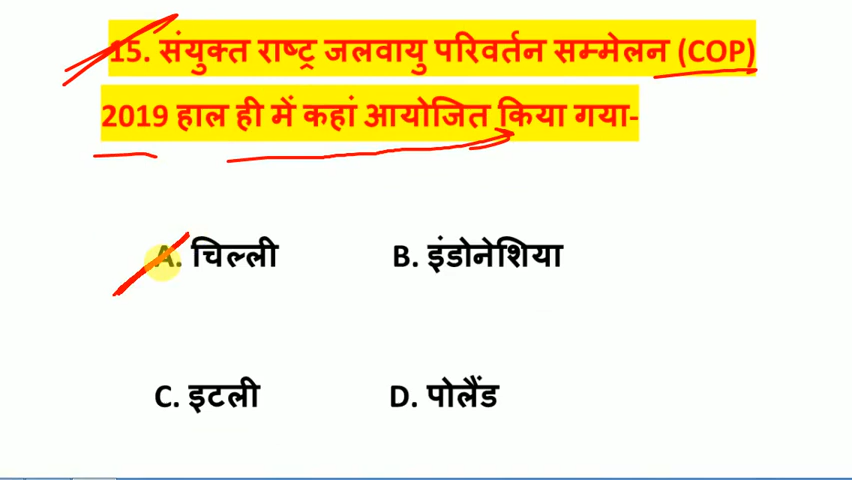 15. संयुक्त राष्ट्र जलवायु परिवर्तन सम्मेलन (COP)
2019 हाल ही में कहां आयोजित किया गया-
A. चिल्ली B. इंडोनेशिया
C. इटली D. पोलैंड